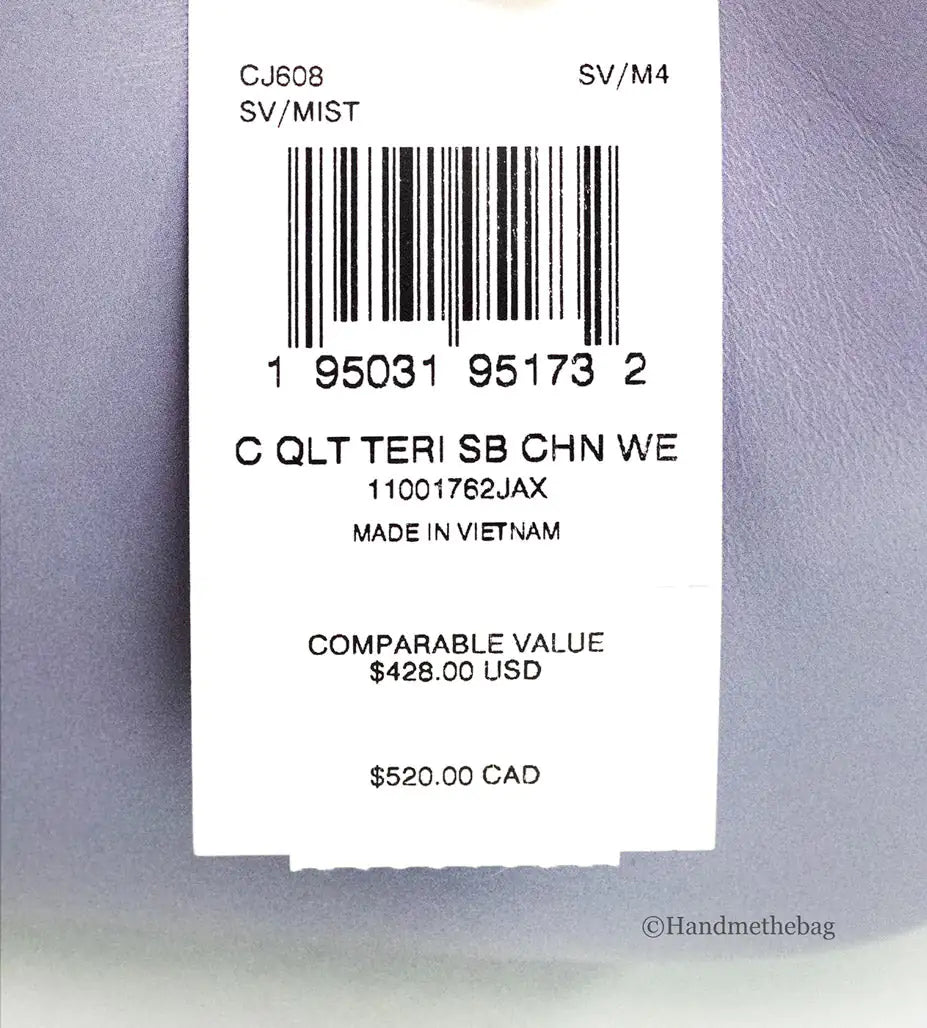 CJ608 SV/M4
SV/MIST
1 95031 95173 2
C QLT TERI SB CHN WE
11001762JAX
MADE IN VIETNAM
COMPARABLE VALUE
$428.00 USD
$520.00 CAD
©Handmethebag